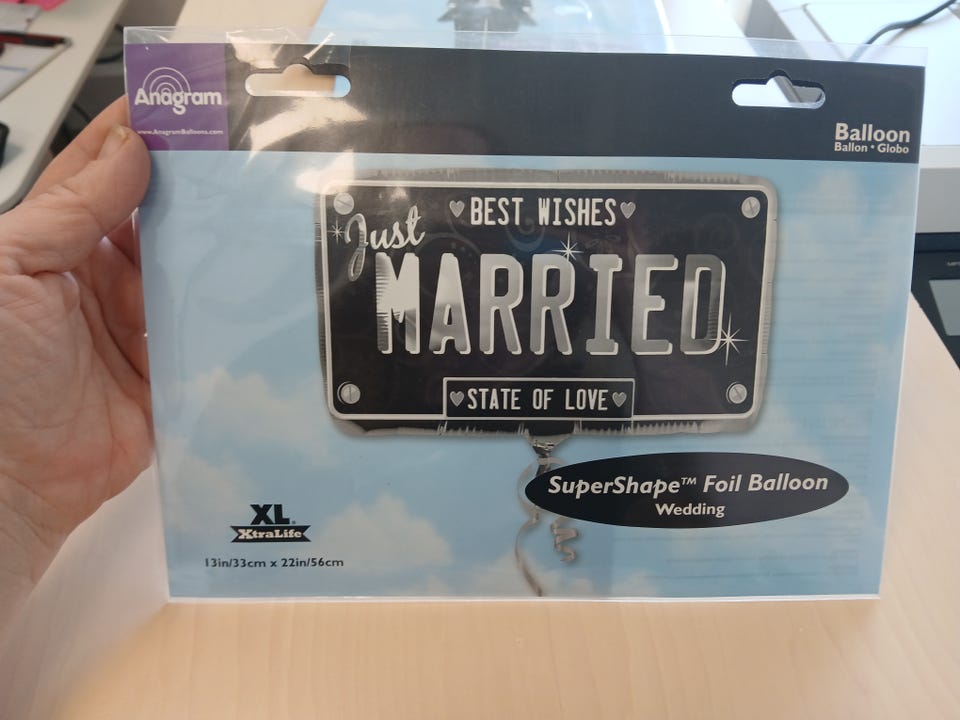 Anagram
www.AnagramBalloons.com
Balloon
Ballon • Globo
BEST WISHES
Just
MARRIED
STATE OF LOVE
SuperShape™ Foil Balloon
Wedding
XL®
XtraLife
13in/33cm x 22in/56cm